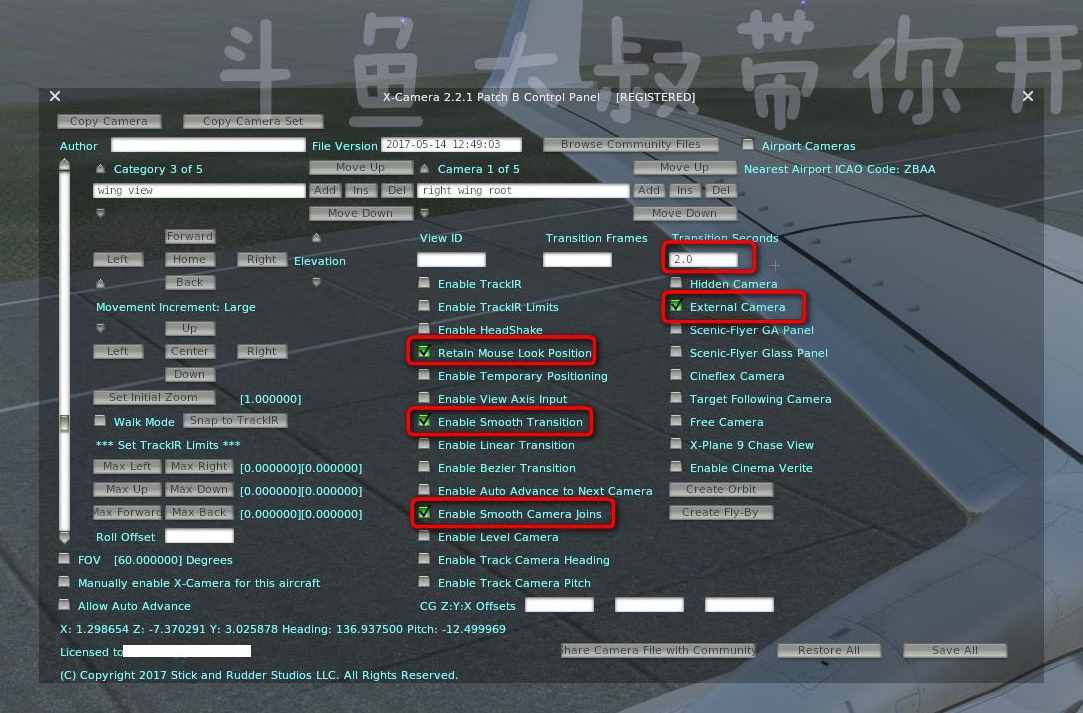 斗鱼大叔带你开
X-Camera 2.2.1 Patch B Control Panel [REGISTERED]
Copy Camera Copy Camera Set
Author File Version 2017-05-14 12:49:03 Browse Community Files Airport Cameras
Category 3 of 5 Move Up Camera 1 of 5 Move Up Nearest Airport ICAO Code: ZBAA
wing view Add Ins Del right wing root Add Ins Del
Move Down Move Down
Forward View ID Transition Frames Transition Seconds
Left Home Right Elevation 2.0
Back Enable TrackIR Hidden Camera
Movement Increment: Large Enable TrackIR Limits External Camera
Up Enable HeadShake Scenic-Flyer GA Panel
Left Center Right Retain Mouse Look Position Scenic-Flyer Glass Panel
Down Enable Temporary Positioning Cineflex Camera
Set Initial Zoom [1.000000] Enable View Axis Input Target Following Camera
Walk Mode Snap to TrackIR Enable Smooth Transition Free Camera
*** Set TrackIR Limits *** Enable Linear Transition X-Plane 9 Chase View
Max Left Max Right [0.000000][0.000000] Enable Bezier Transition Enable Cinema Verite
Max Up Max Down [0.000000][0.000000] Enable Auto Advance to Next Camera Create Orbit
Max Forward Max Back [0.000000][0.000000] Enable Smooth Camera Joins Create Fly-By
Roll Offset Enable Level Camera
FOV [60.000000] Degrees Enable Track Camera Heading
Manually enable X-Camera for this aircraft Enable Track Camera Pitch
Allow Auto Advance CG Z:Y:X Offsets
X: 1.298654 Z: -7.370291 Y: 3.025878 Heading: 136.937500 Pitch: -12.499969
Licensed to Share Camera File with Community Restore All Save All
(C) Copyright 2017 Stick and Rudder Studios LLC. All Rights Reserved.